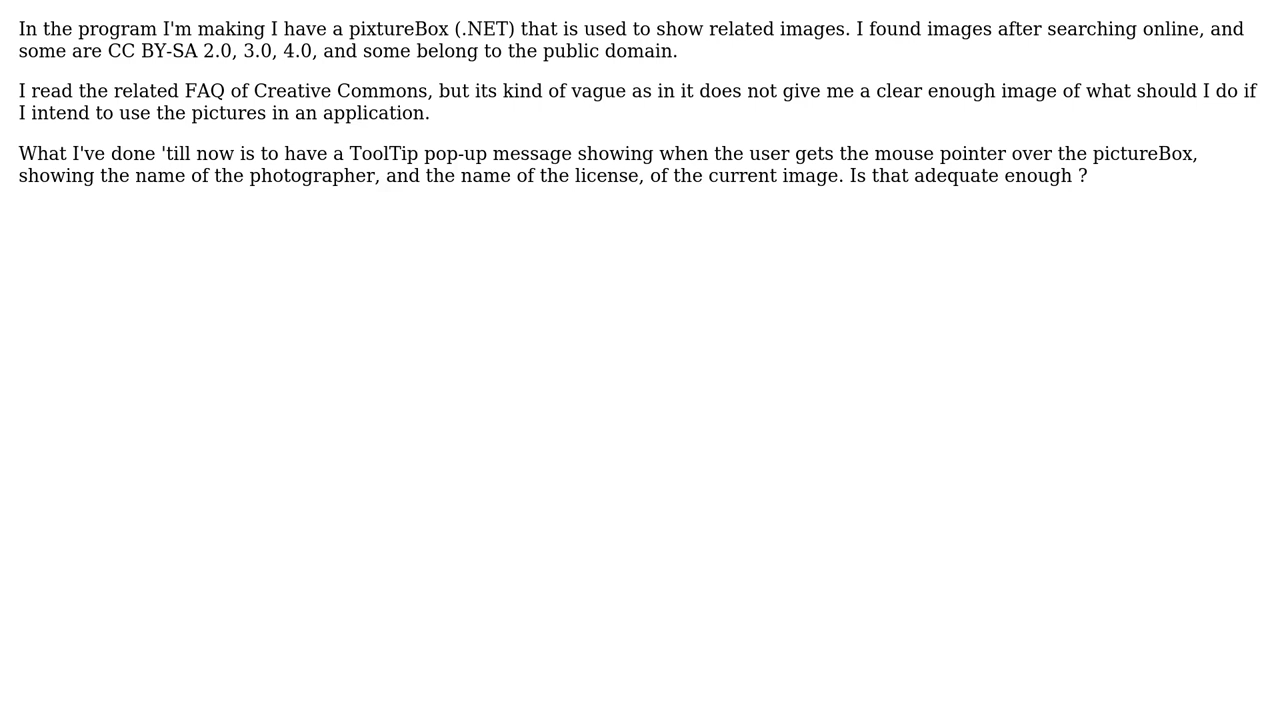 In the program I'm making I have a pixtureBox (.NET) that is used to show related images. I found images after searching online, and
some are CC BY-SA 2.0, 3.0, 4.0, and some belong to the public domain.
I read the related FAQ of Creative Commons, but its kind of vague as in it does not give me a clear enough image of what should I do if
I intend to use the pictures in an application.
What I've done 'till now is to have a ToolTip pop-up message showing when the user gets the mouse pointer over the pictureBox,
showing the name of the photographer, and the name of the license, of the current image. Is that adequate enough ?